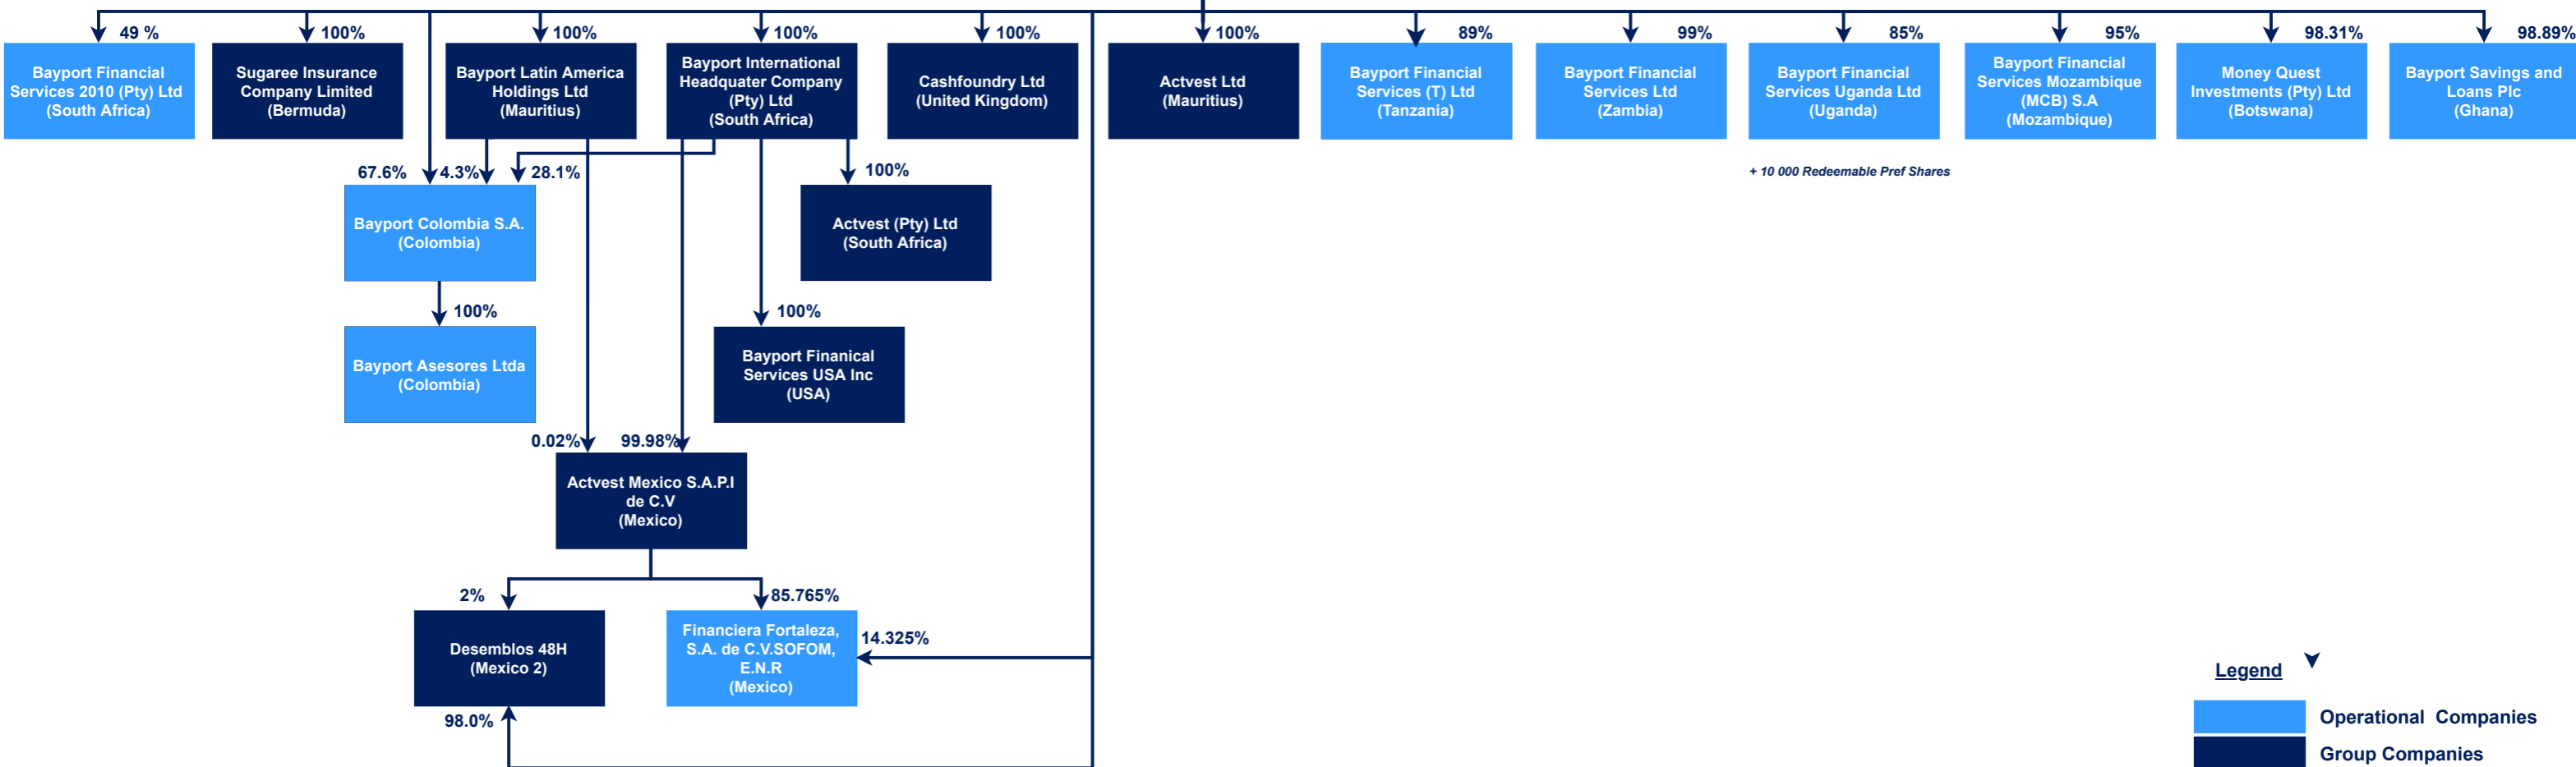 49 %
100%
100%
100%
100%
100%
89%
99%
85%
95%
98.31%
98.89%
Bayport Financial
Services 2010 (Pty) Ltd
(South Africa)
Sugaree Insurance
Company Limited
(Bermuda)
Bayport Latin America
Holdings Ltd
(Mauritius)
Bayport International
Headquater Company
(Pty) Ltd
(South Africa)
Cashfoundry Ltd
(United Kingdom)
Actvest Ltd
(Mauritius)
Bayport Financial
Services (T) Ltd
(Tanzania)
Bayport Financial
Services Ltd
(Zambia)
Bayport Financial
Services Uganda Ltd
(Uganda)
Bayport Financial
Services Mozambique
(MCB) S.A
(Mozambique)
Money Quest
Investments (Pty) Ltd
(Botswana)
Bayport Savings and
Loans Plc
(Ghana)
67.6%
4.3%
28.1%
100%
+ 10 000 Redeemable Pref Shares
Bayport Colombia S.A.
(Colombia)
Actvest (Pty) Ltd
(South Africa)
100%
100%
Bayport Asesores Ltda
(Colombia)
Bayport Finanical
Services USA Inc
(USA)
0.02%
99.98%
Actvest Mexico S.A.P.I
de C.V
(Mexico)
2%
85.765%
Desemblos 48H
(Mexico 2)
Financiera Fortaleza,
S.A. de C.V.SOFOM,
E.N.R
(Mexico)
14.325%
98.0%
Legend
Operational Companies
Group Companies